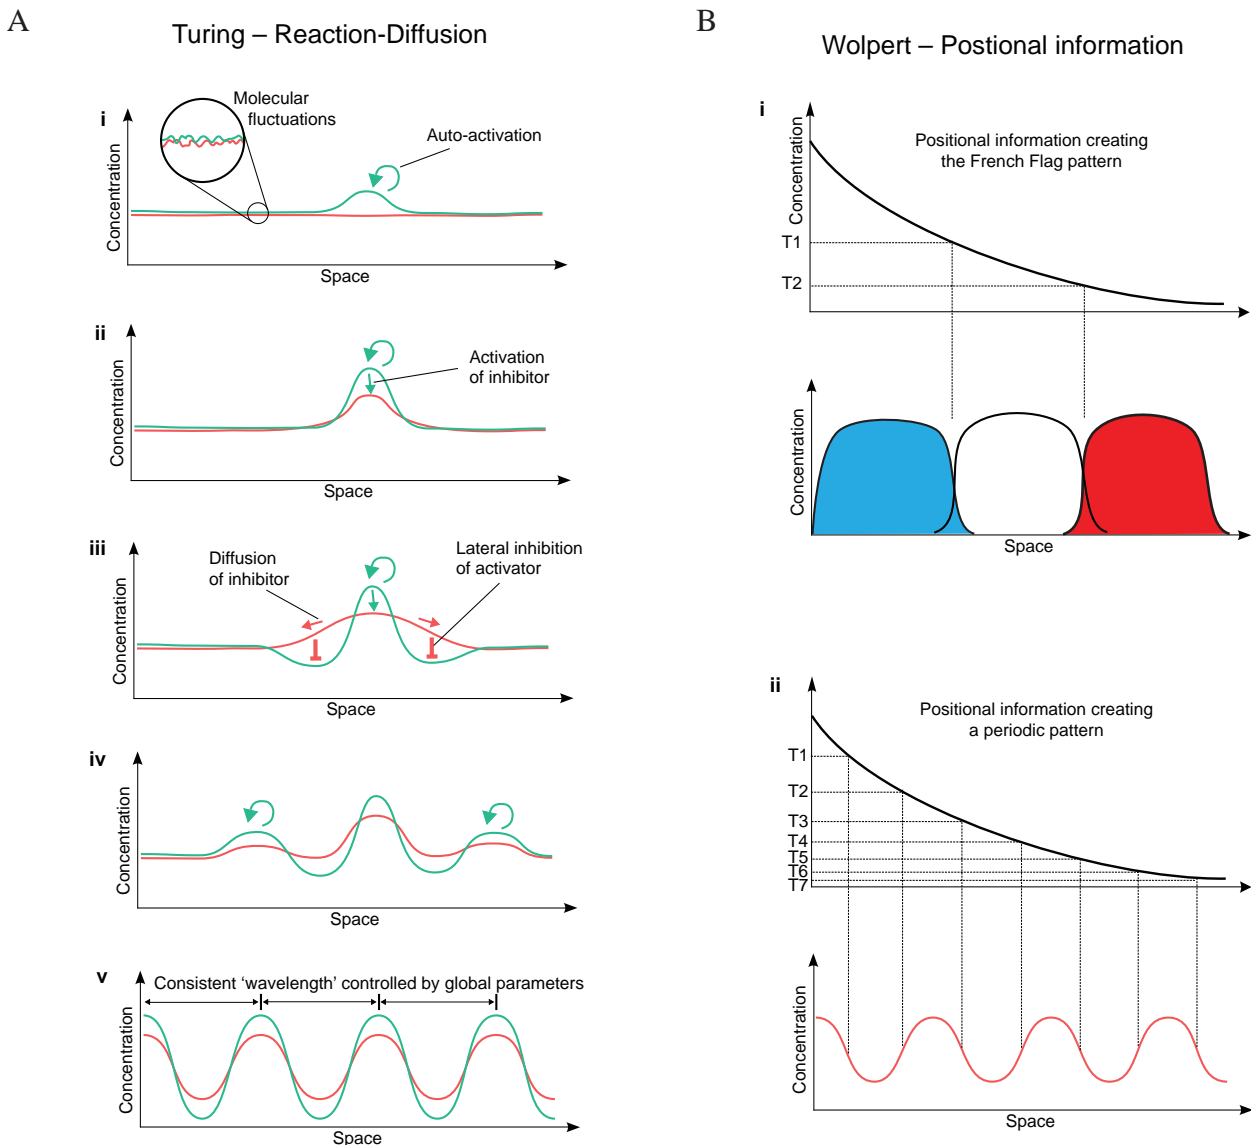 A
Turing – Reaction-Diffusion
i
Molecular
fluctuations
Auto-activation
Concentration
Space
ii
Activation
of inhibitor
Concentration
Space
iii
Diffusion
of inhibitor
Lateral inhibition
of activator
Concentration
Space
iv
Concentration
Space
v
Consistent ‘wavelength’ controlled by global parameters
Concentration
Space
B
Wolpert – Postional information
i
Positional information creating
the French Flag pattern
Concentration
T1
T2
Concentration
Space
ii
Positional information creating
a periodic pattern
T1
T2
T3
T4
T5
T6
T7
Concentration
Space